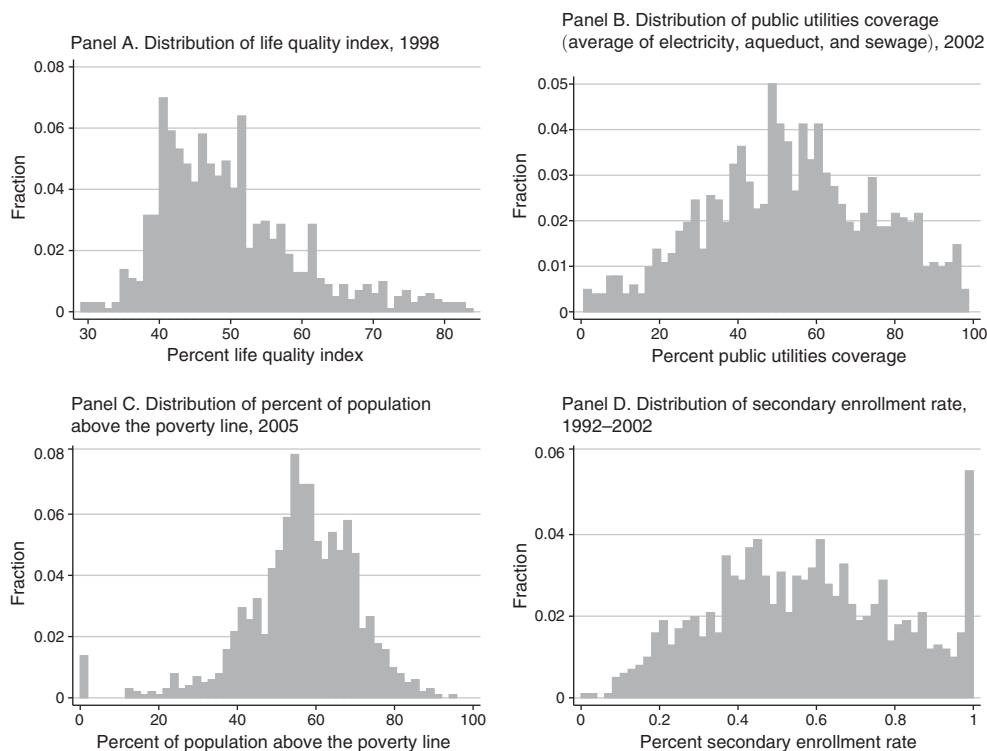 Panel A. Distribution of life quality index, 1998
0.08
0.06
0.04
0.02
0
Fraction
30 40 50 60 70 80
Percent life quality index
Panel B. Distribution of public utilities coverage
(average of electricity, aqueduct, and sewage), 2002
0.05
0.04
0.03
0.02
0.01
0
Fraction
0 20 40 60 80 100
Percent public utilities coverage
Panel C. Distribution of percent of population
above the poverty line, 2005
0.08
0.06
0.04
0.02
0
Fraction
0 20 40 60 80 100
Percent of population above the poverty line
Panel D. Distribution of secondary enrollment rate,
1992–2002
0.06
0.04
0.02
0
Fraction
0 0.2 0.4 0.6 0.8 1
Percent secondary enrollment rate